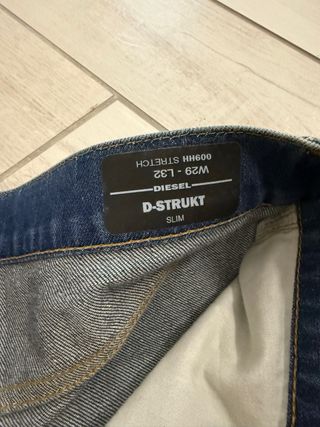 W29 - L32
009HH STRETCH
DIESEL
D-STRUKT
SLIM